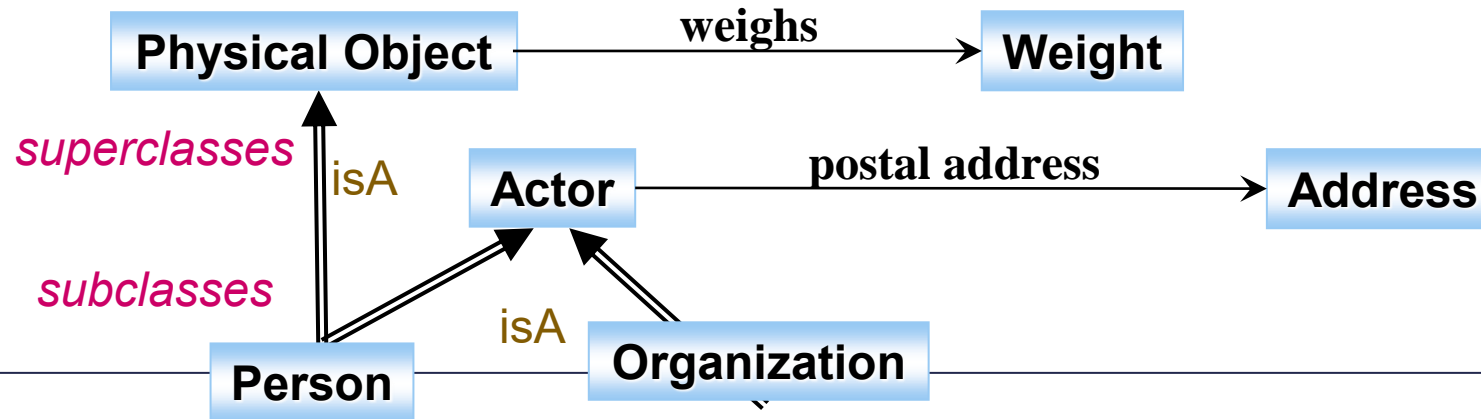 Physical Object
weighs
Weight
superclasses
isA
Actor
postal address
Address
subclasses
isA
Person
Organization